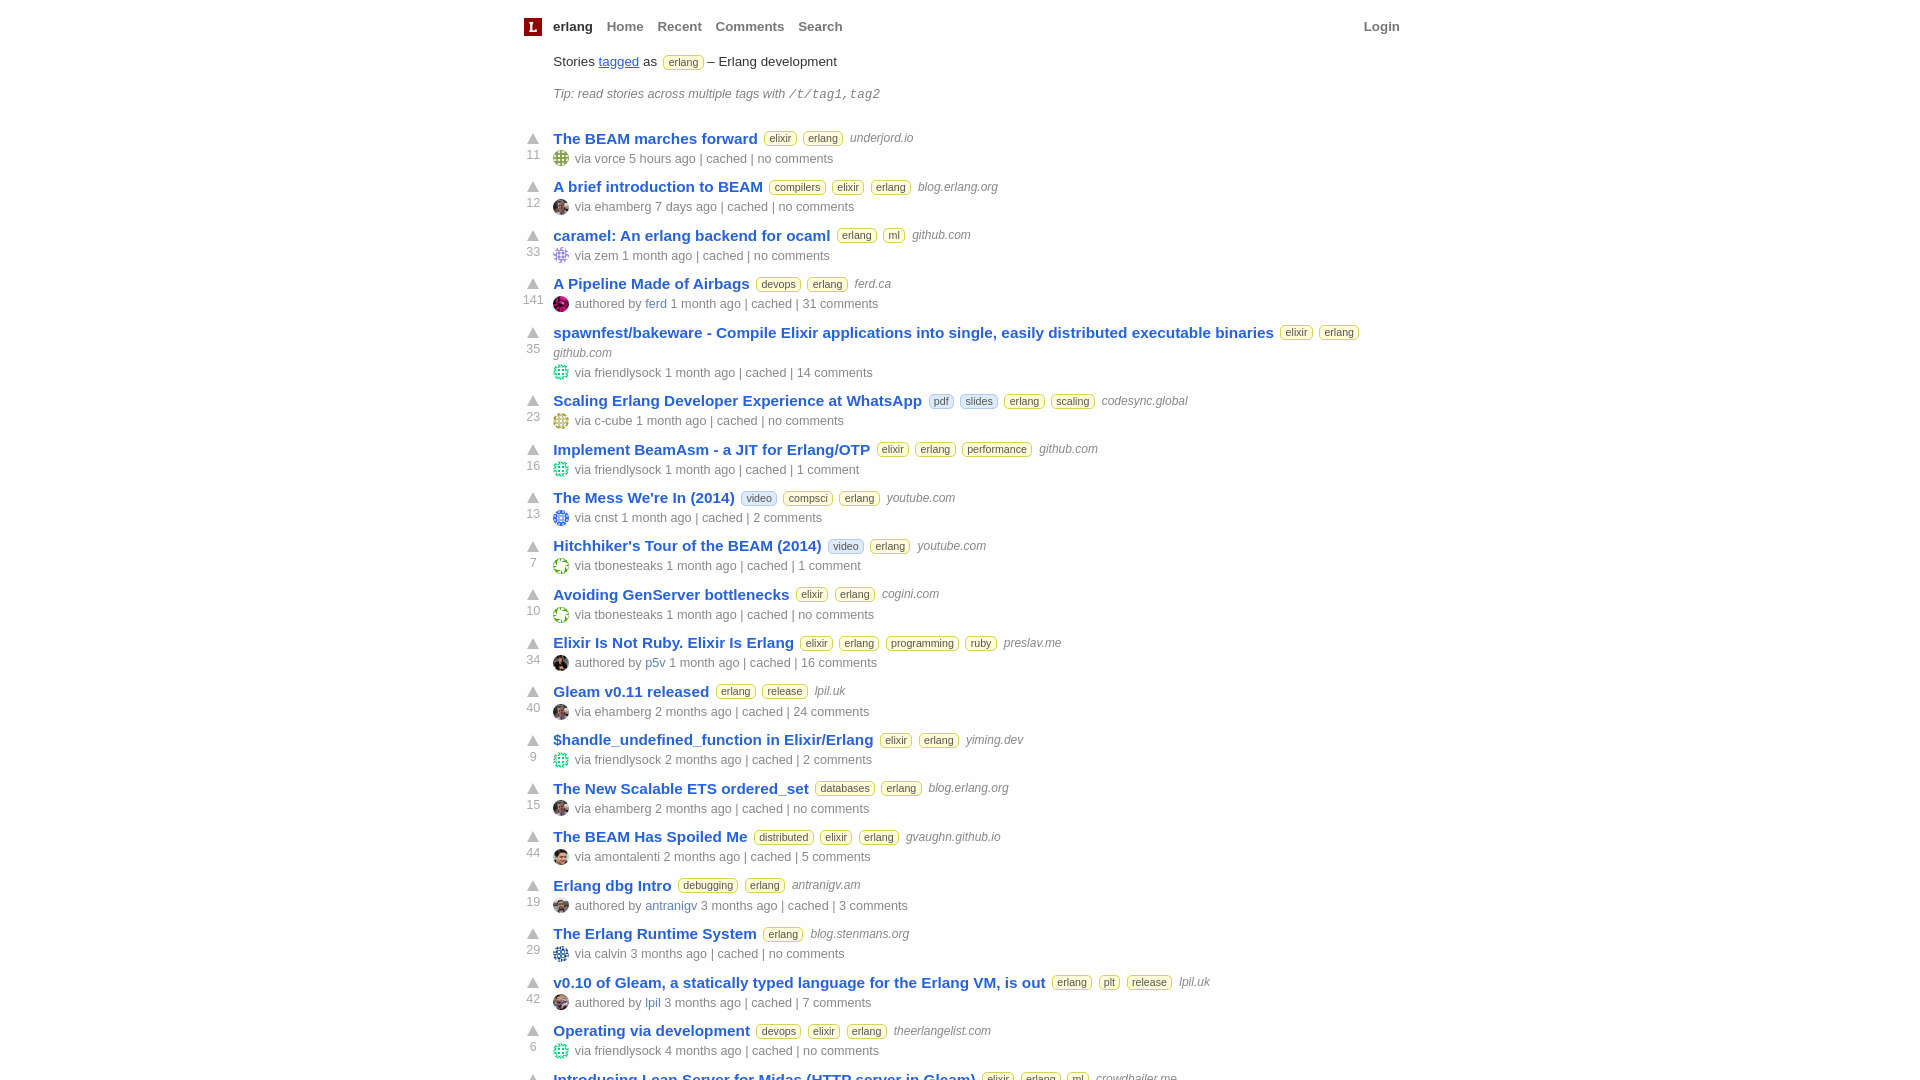 L erlang Home Recent Comments Search Login
Stories tagged as erlang – Erlang development
Tip: read stories across multiple tags with /t/tag1,tag2
The BEAM marches forward elixir erlang underjord.io
11 via vorce 5 hours ago | cached | no comments
A brief introduction to BEAM compilers elixir erlang blog.erlang.org
12 via ehamberg 7 days ago | cached | no comments
caramel: An erlang backend for ocaml erlang ml github.com
33 via zem 1 month ago | cached | no comments
A Pipeline Made of Airbags devops erlang ferd.ca
141 authored by ferd 1 month ago | cached | 31 comments
spawnfest/bakeware - Compile Elixir applications into single, easily distributed executable binaries elixir erlang
35 github.com
via friendlysock 1 month ago | cached | 14 comments
Scaling Erlang Developer Experience at WhatsApp pdf slides erlang scaling codesync.global
23 via c-cube 1 month ago | cached | no comments
Implement BeamAsm - a JIT for Erlang/OTP elixir erlang performance github.com
16 via friendlysock 1 month ago | cached | 1 comment
The Mess We're In (2014) video compsci erlang youtube.com
13 via cnst 1 month ago | cached | 2 comments
Hitchhiker's Tour of the BEAM (2014) video erlang youtube.com
7 via tbonesteaks 1 month ago | cached | 1 comment
Avoiding GenServer bottlenecks elixir erlang cogini.com
10 via tbonesteaks 1 month ago | cached | no comments
Elixir Is Not Ruby. Elixir Is Erlang elixir erlang programming ruby preslav.me
34 authored by p5v 1 month ago | cached | 16 comments
Gleam v0.11 released erlang release lpil.uk
40 via ehamberg 2 months ago | cached | 24 comments
$handle_undefined_function in Elixir/Erlang elixir erlang yiming.dev
9 via friendlysock 2 months ago | cached | 2 comments
The New Scalable ETS ordered_set databases erlang blog.erlang.org
15 via ehamberg 2 months ago | cached | no comments
The BEAM Has Spoiled Me distributed elixir erlang gvaughn.github.io
44 via amontalenti 2 months ago | cached | 5 comments
Erlang dbg Intro debugging erlang antranigv.am
19 authored by antranigv 3 months ago | cached | 3 comments
The Erlang Runtime System erlang blog.stenmans.org
29 via calvin 3 months ago | cached | no comments
v0.10 of Gleam, a statically typed language for the Erlang VM, is out erlang plt release lpil.uk
42 authored by lpil 3 months ago | cached | 7 comments
Operating via development devops elixir erlang theerlangelist.com
6 via friendlysock 4 months ago | cached | no comments
Introducing Lean Server for Midas (HTTP server in Gleam) elixir erlang ml crowdhailer.me